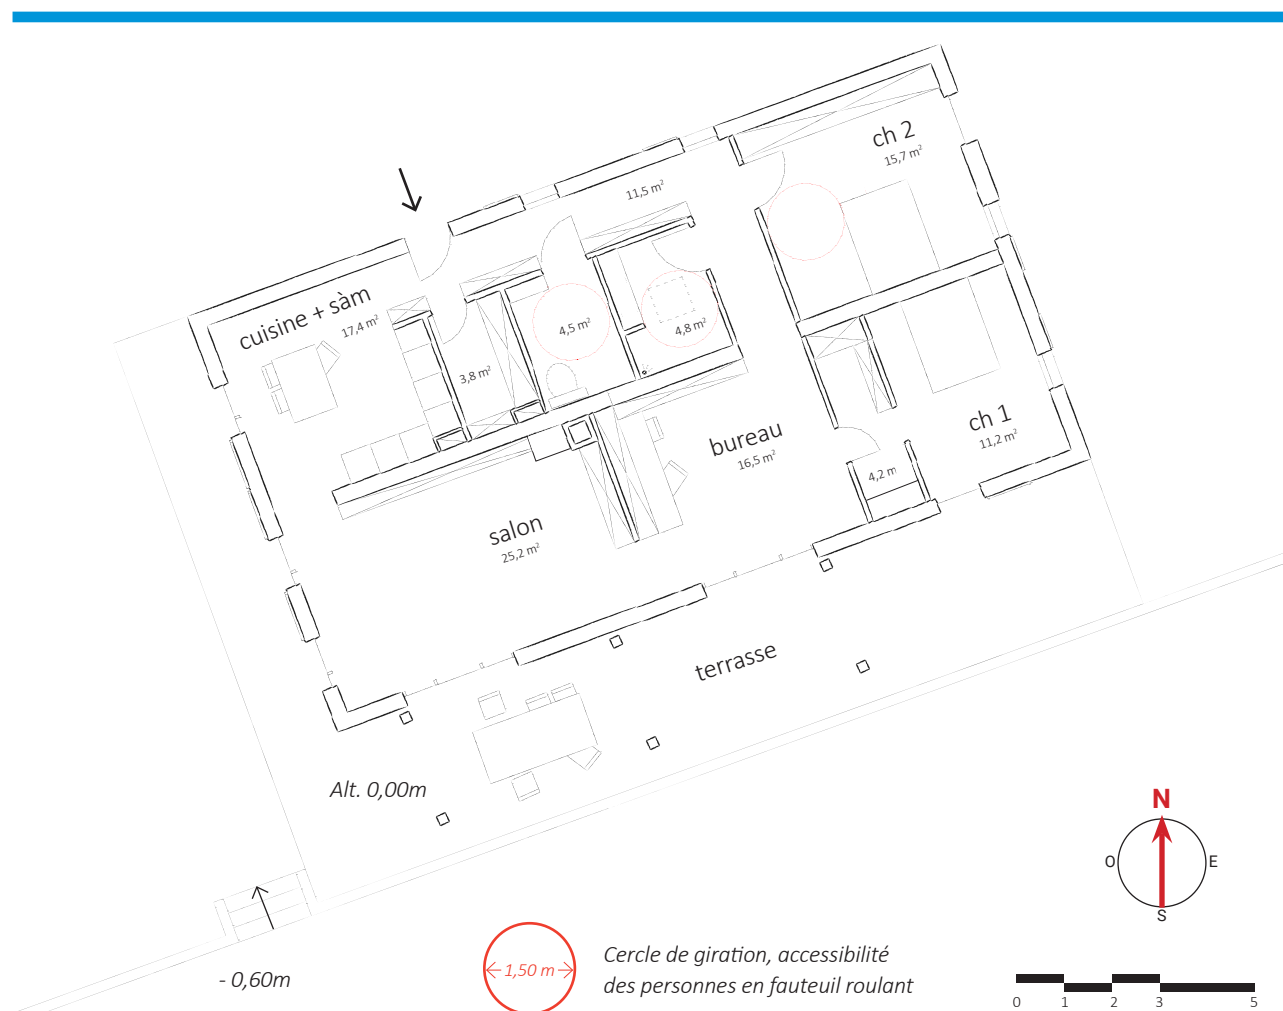 ch 2
15,7 m²
11,5 m²
cuisine + sàm
17,4 m²
4,5 m²
4,8 m²
3,8 m²
ch 1
11,2 m²
bureau
16,5 m²
4,2 m
salon
25,2 m²
terrasse
Alt. 0,00m
- 0,60m
N
O
E
S
1,50 m
Cercle de giration, accessibilité
des personnes en fauteuil roulant
0 1 2 3 5